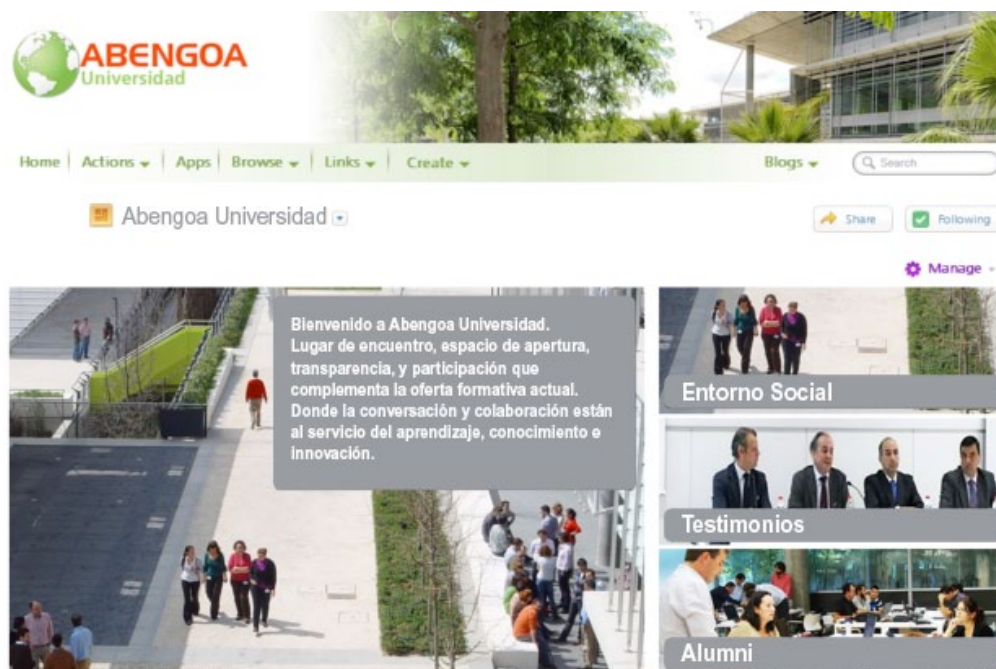 ABENGOA
Universidad
Home Actions Apps Browse Links Create Blogs Search
Abengoa Universidad Share Following
Manage
Bienvenido a Abengoa Universidad.
Lugar de encuentro, espacio de apertura,
transparencia, y participación que
complementa la oferta formativa actual.
Donde la conversación y colaboración están
al servicio del aprendizaje, conocimiento e
innovación.
Entorno Social
Testimonios
Alumni